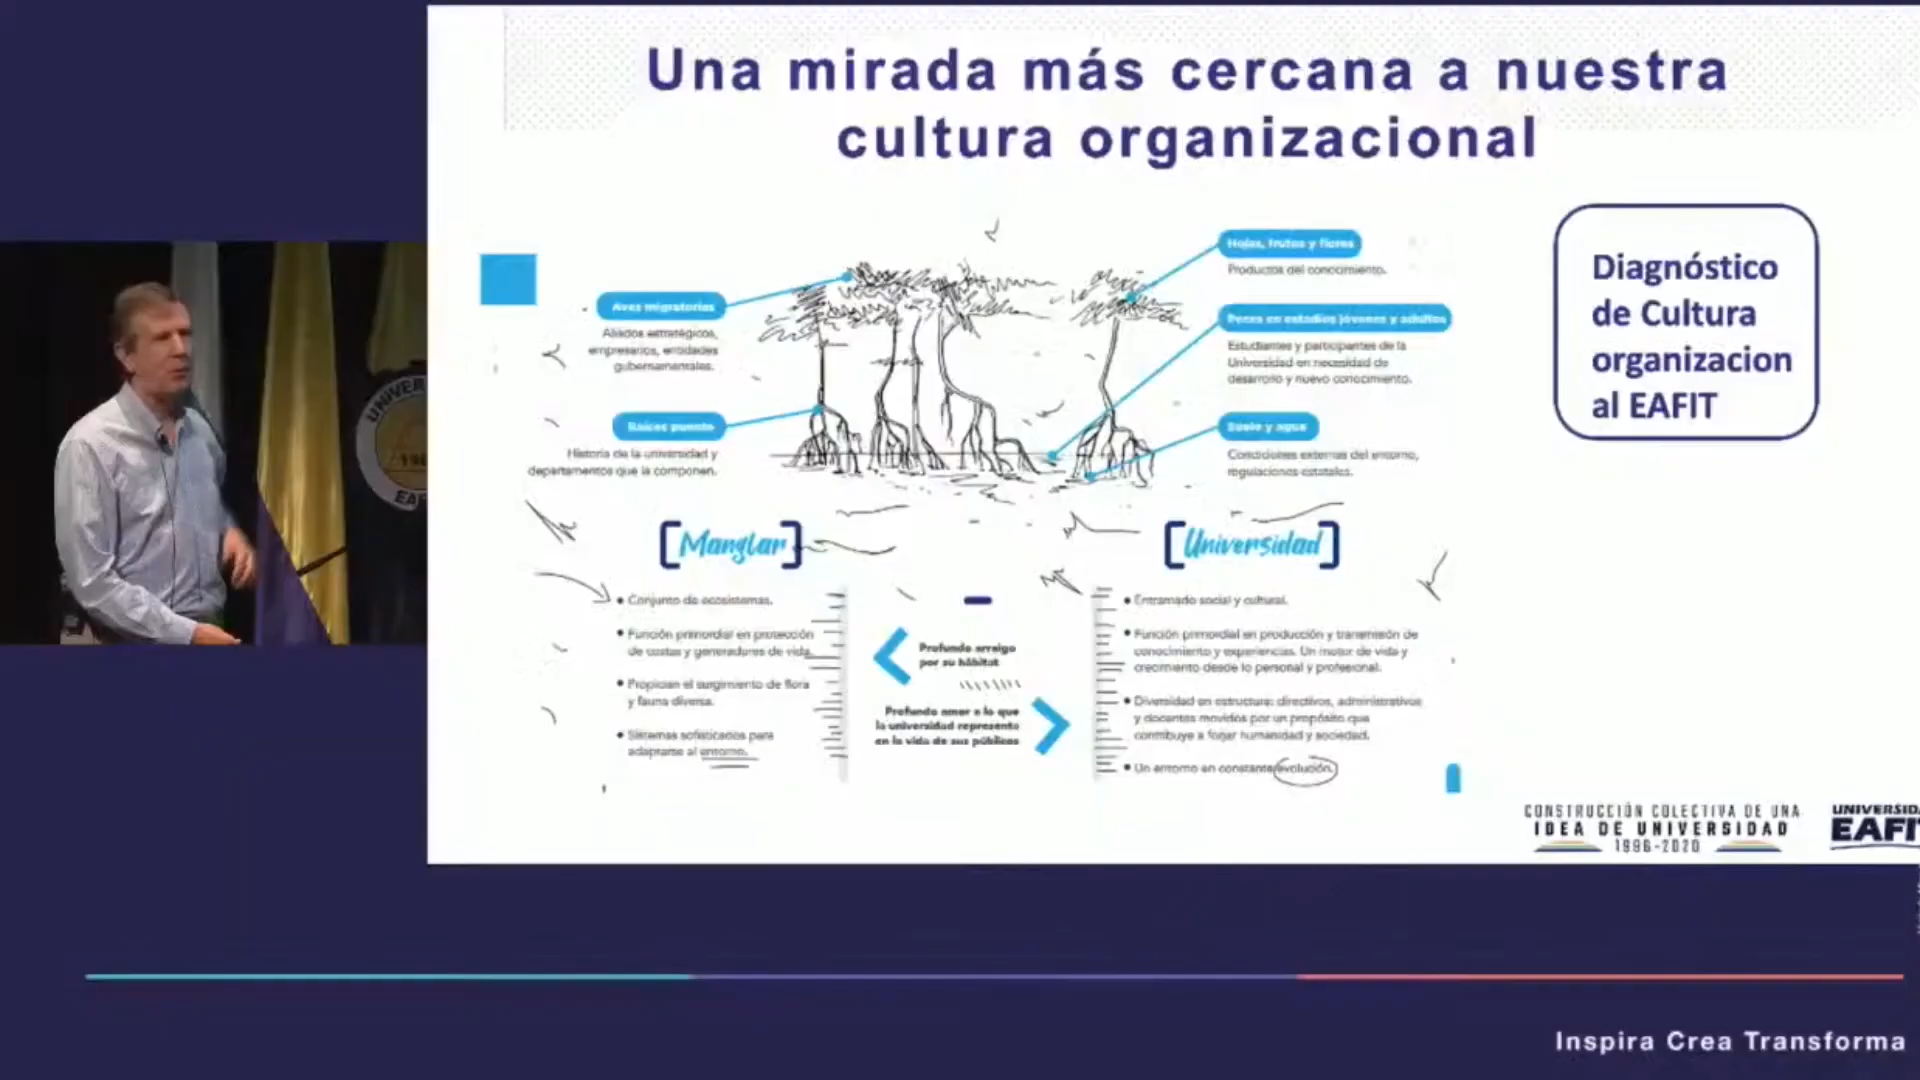 Una mirada más cercana a nuestra
cultura organizacional
Diagnóstico
de Cultura
organizacion
al EAFIT
Aves migratorias
Aliados estratégicos,
empresarios, entidades
gubernamentales.
Raíces puente
Historia de la universidad y
departamentos que la componen.
Hojas, frutos y flores
Productos del conocimiento.
Peces en estadios jóvenes y adultos
Estudiantes y participantes de la
Universidad en necesidad de
desarrollo y nuevo conocimiento.
Suelo y agua
Condiciones externas del entorno,
regulaciones estatales.
[Manglar]
• Conjunto de ecosistemas.
• Función primordial en protección
de costas y generadores de vida.
• Propician el surgimiento de flora
y fauna diversa.
• Sistemas sofisticados para
adaptarse al entorno.
Profundo arraigo
por su hábitat
Profundo amor a lo que
la universidad representa
en la vida de sus públicos
[Universidad]
• Entramado social y cultural.
• Función primordial en producción y transmisión de
conocimiento y experiencias. Un motor de vida y
crecimiento desde lo personal y profesional.
• Diversidad en estructura: directivos, administrativos
y docentes movidos por un propósito que
contribuye a forjar humanidad y sociedad.
• Un entorno en constante evolución.
CONSTRUCCIÓN COLECTIVA DE UNA
IDEA DE UNIVERSIDAD
1996-2020
UNIVERSID
EAFI
UNIVER
EAF
Inspira Crea Transforma